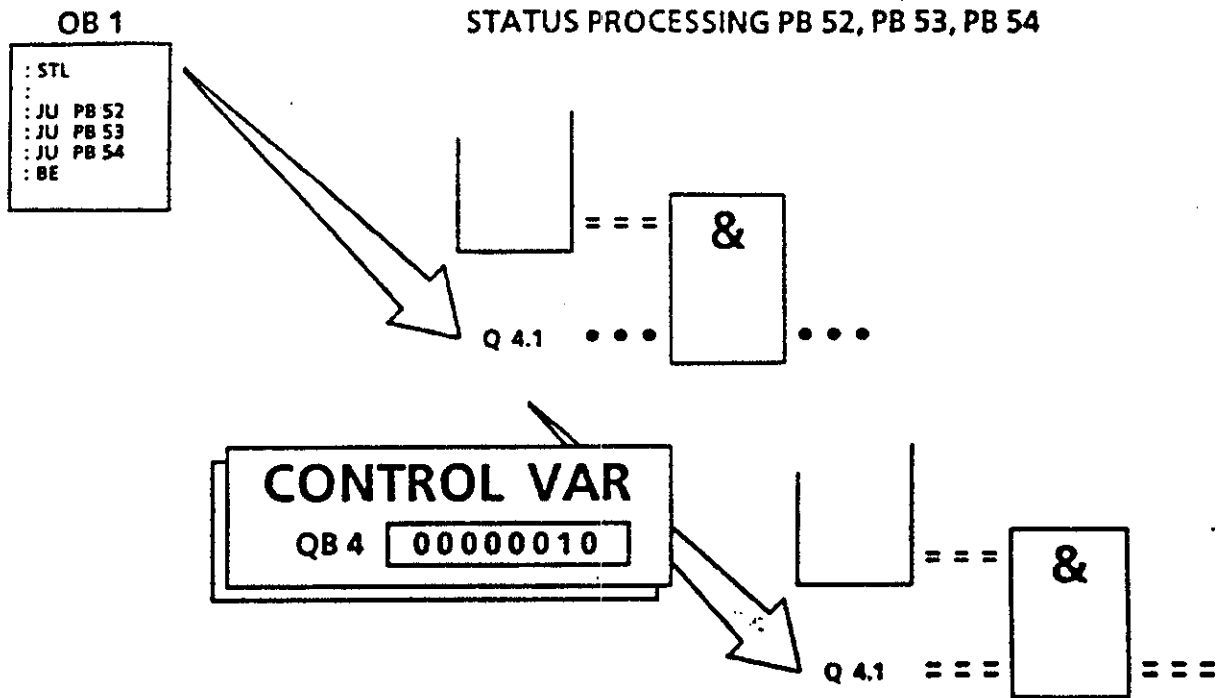 OB 1
STATUS PROCESSING PB 52, PB 53, PB 54
: STL
:
: JU PB 52
: JU PB 53
: JU PB 54
: BE
= = = &
Q 4.1 • • • • • •
CONTROL VAR
QB 4 00000010
= = = &
Q 4.1 = = = = = =